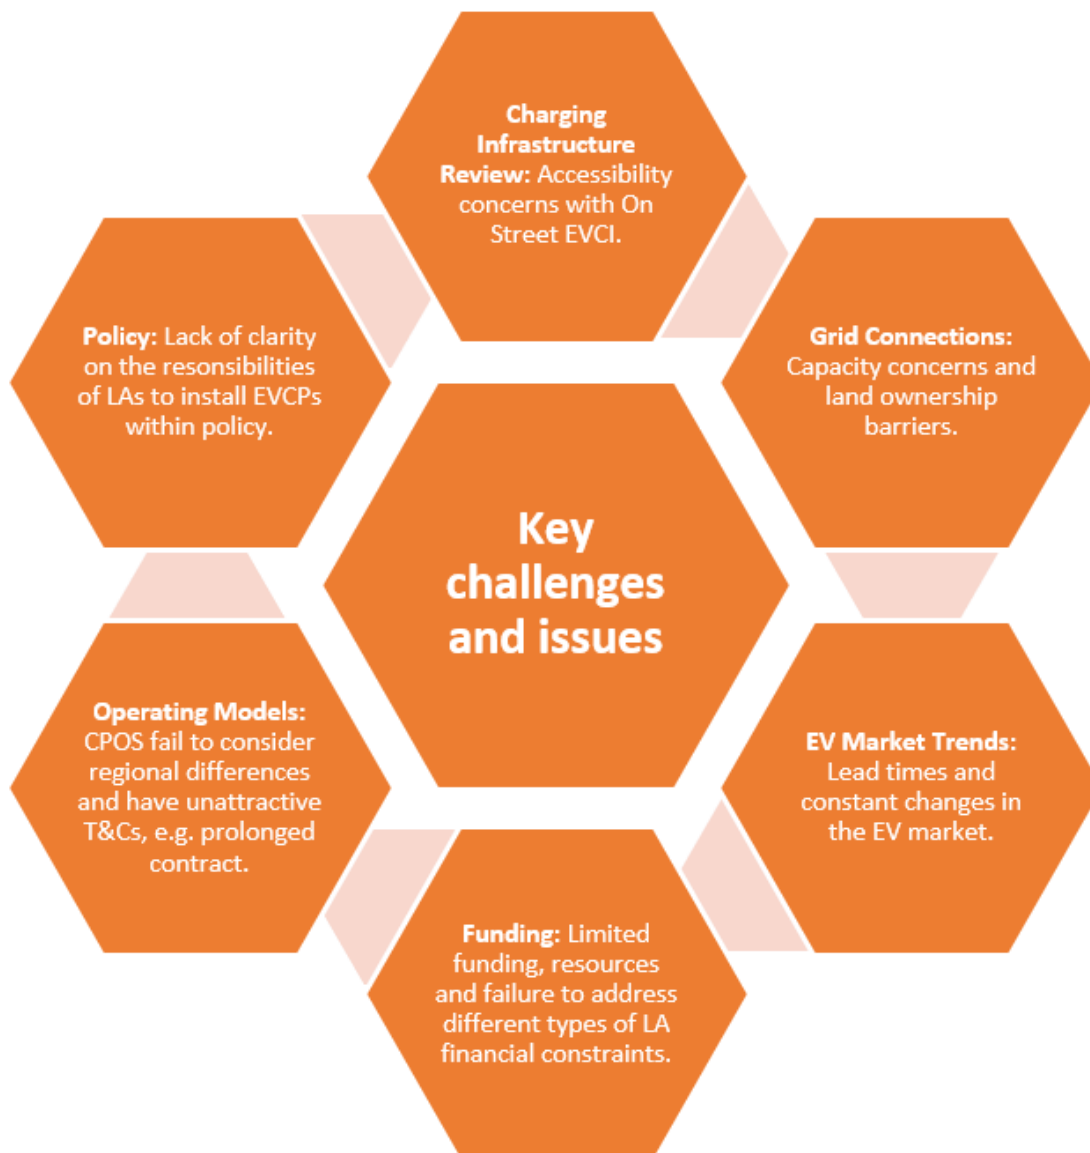 Charging
Infrastructure
Review: Accessibility
concerns with On
Street EVCI.
Grid Connections:
Capacity concerns and
land ownership
barriers.
EV Market Trends:
Lead times and
constant changes in
the EV market.
Funding: Limited
funding, resources
and failure to address
different types of LA
financial constraints.
Operating Models:
CPOS fail to consider
regional differences
and have unattractive
T&Cs, e.g. prolonged
contract.
Policy: Lack of clarity
on the resonsibilities
of LAs to install EVCPs
within policy.
Key
challenges
and issues